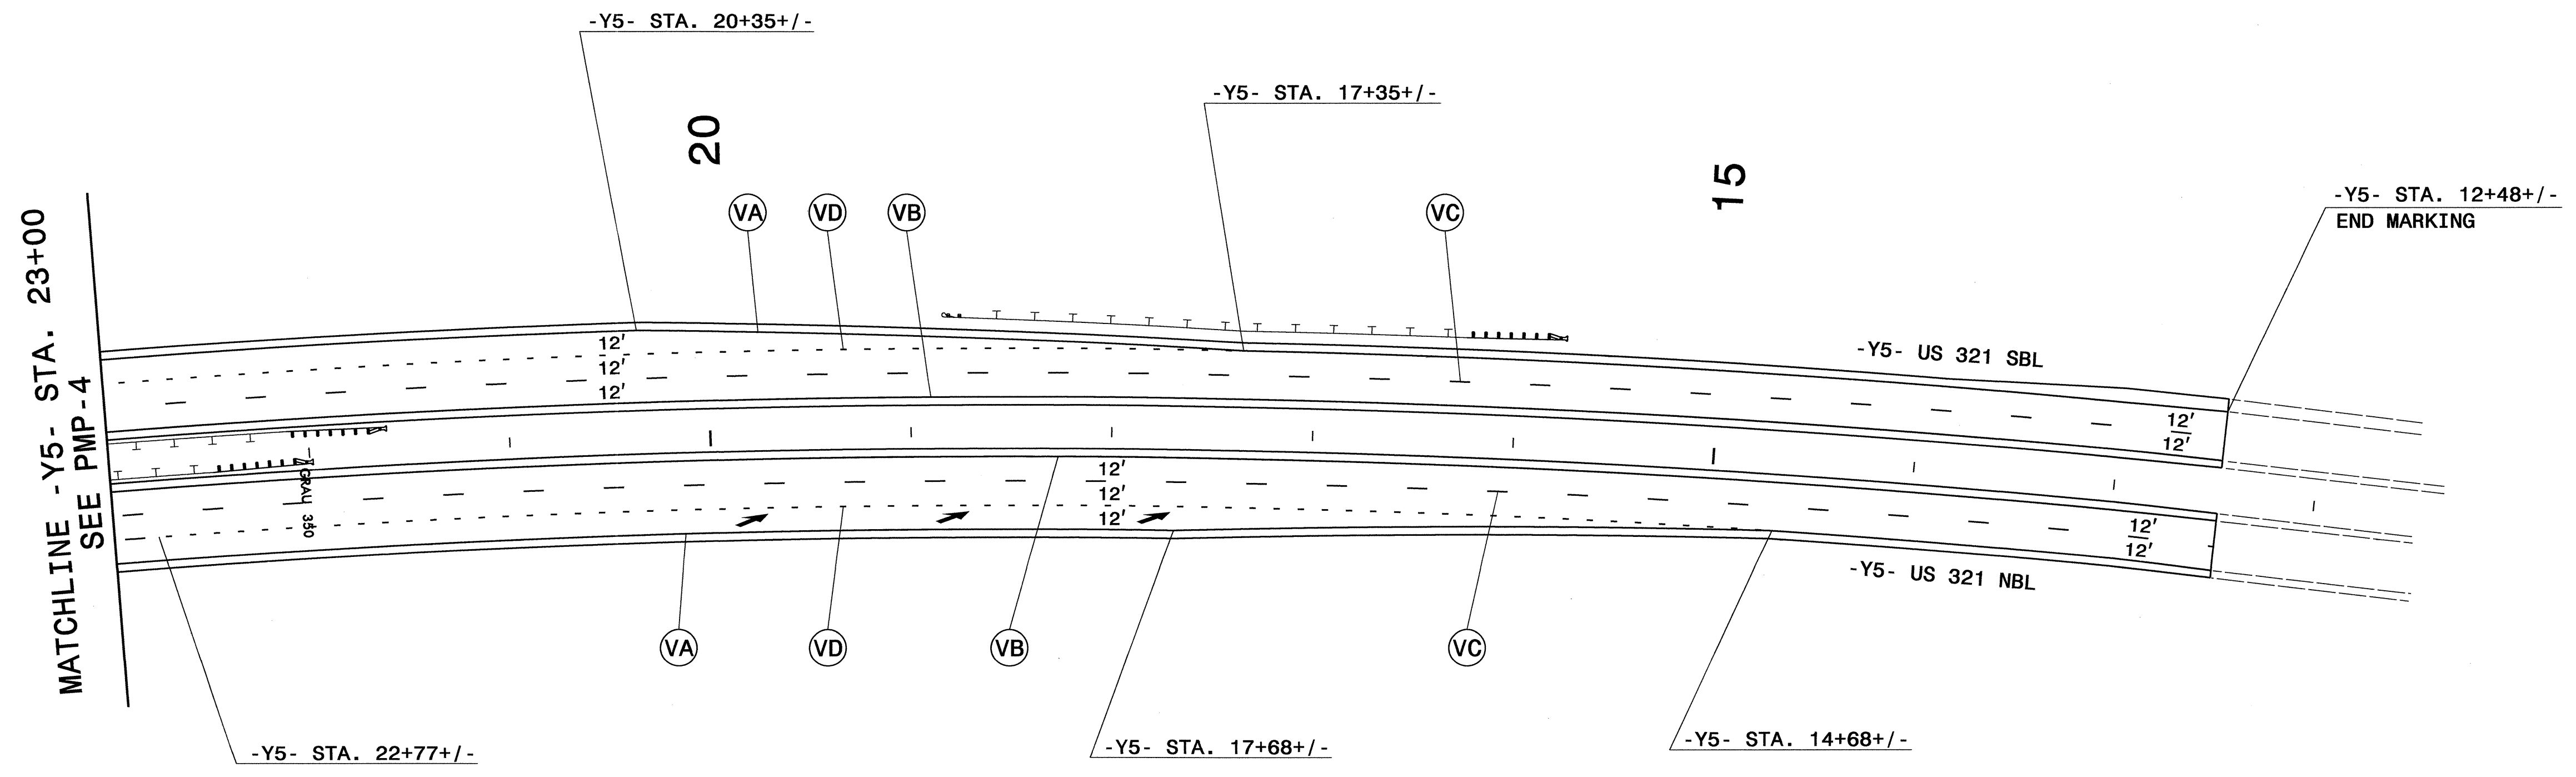 -Y5- STA. 20+35+/-
-Y5- STA. 17+35+/-
20
15
-Y5- STA. 12+48+/-
END MARKING
VA
VD
VB
VC
MATCHLINE -Y5- STA. 23+00
SEE PMP-4
12'
12'
12'
-Y5- US 321 SBL
12'
12'
GRAU 350
12'
12'
12'
12'
12'
-Y5- US 321 NBL
VA
VD
VB
VC
-Y5- STA. 22+77+/-
-Y5- STA. 17+68+/-
-Y5- STA. 14+68+/-